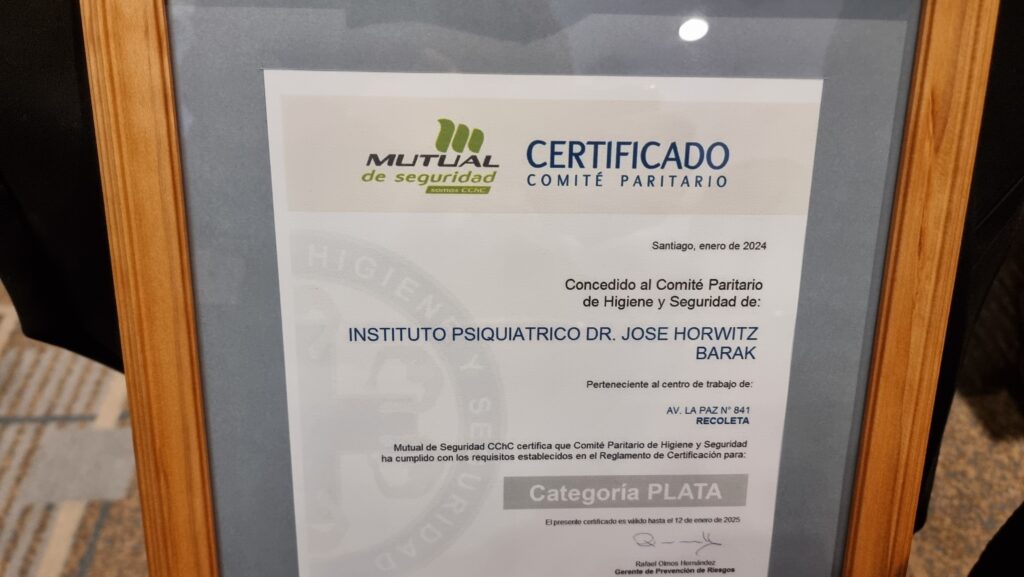 MUTUAL
de seguridad
somos CChC
CERTIFICADO
COMITÉ PARITARIO
Santiago, enero de 2024
Concedido al Comité Paritario
de Higiene y Seguridad de:
INSTITUTO PSIQUIATRICO DR. JOSE HORWITZ
BARAK
Perteneciente al centro de trabajo de:
AV. LA PAZ N° 841
RECOLETA
Mutual de Seguridad CChC certifica que Comité Paritario de Higiene y Seguridad
ha cumplido con los requisitos establecidos en el Reglamento de Certificación para:
Categoría PLATA
El presente certificado es válido hasta el 12 de enero de 2025
Rafael Olmos Hernández
Gerente de Prevención de Riesgos
HIGIENE Y SEGURIDAD